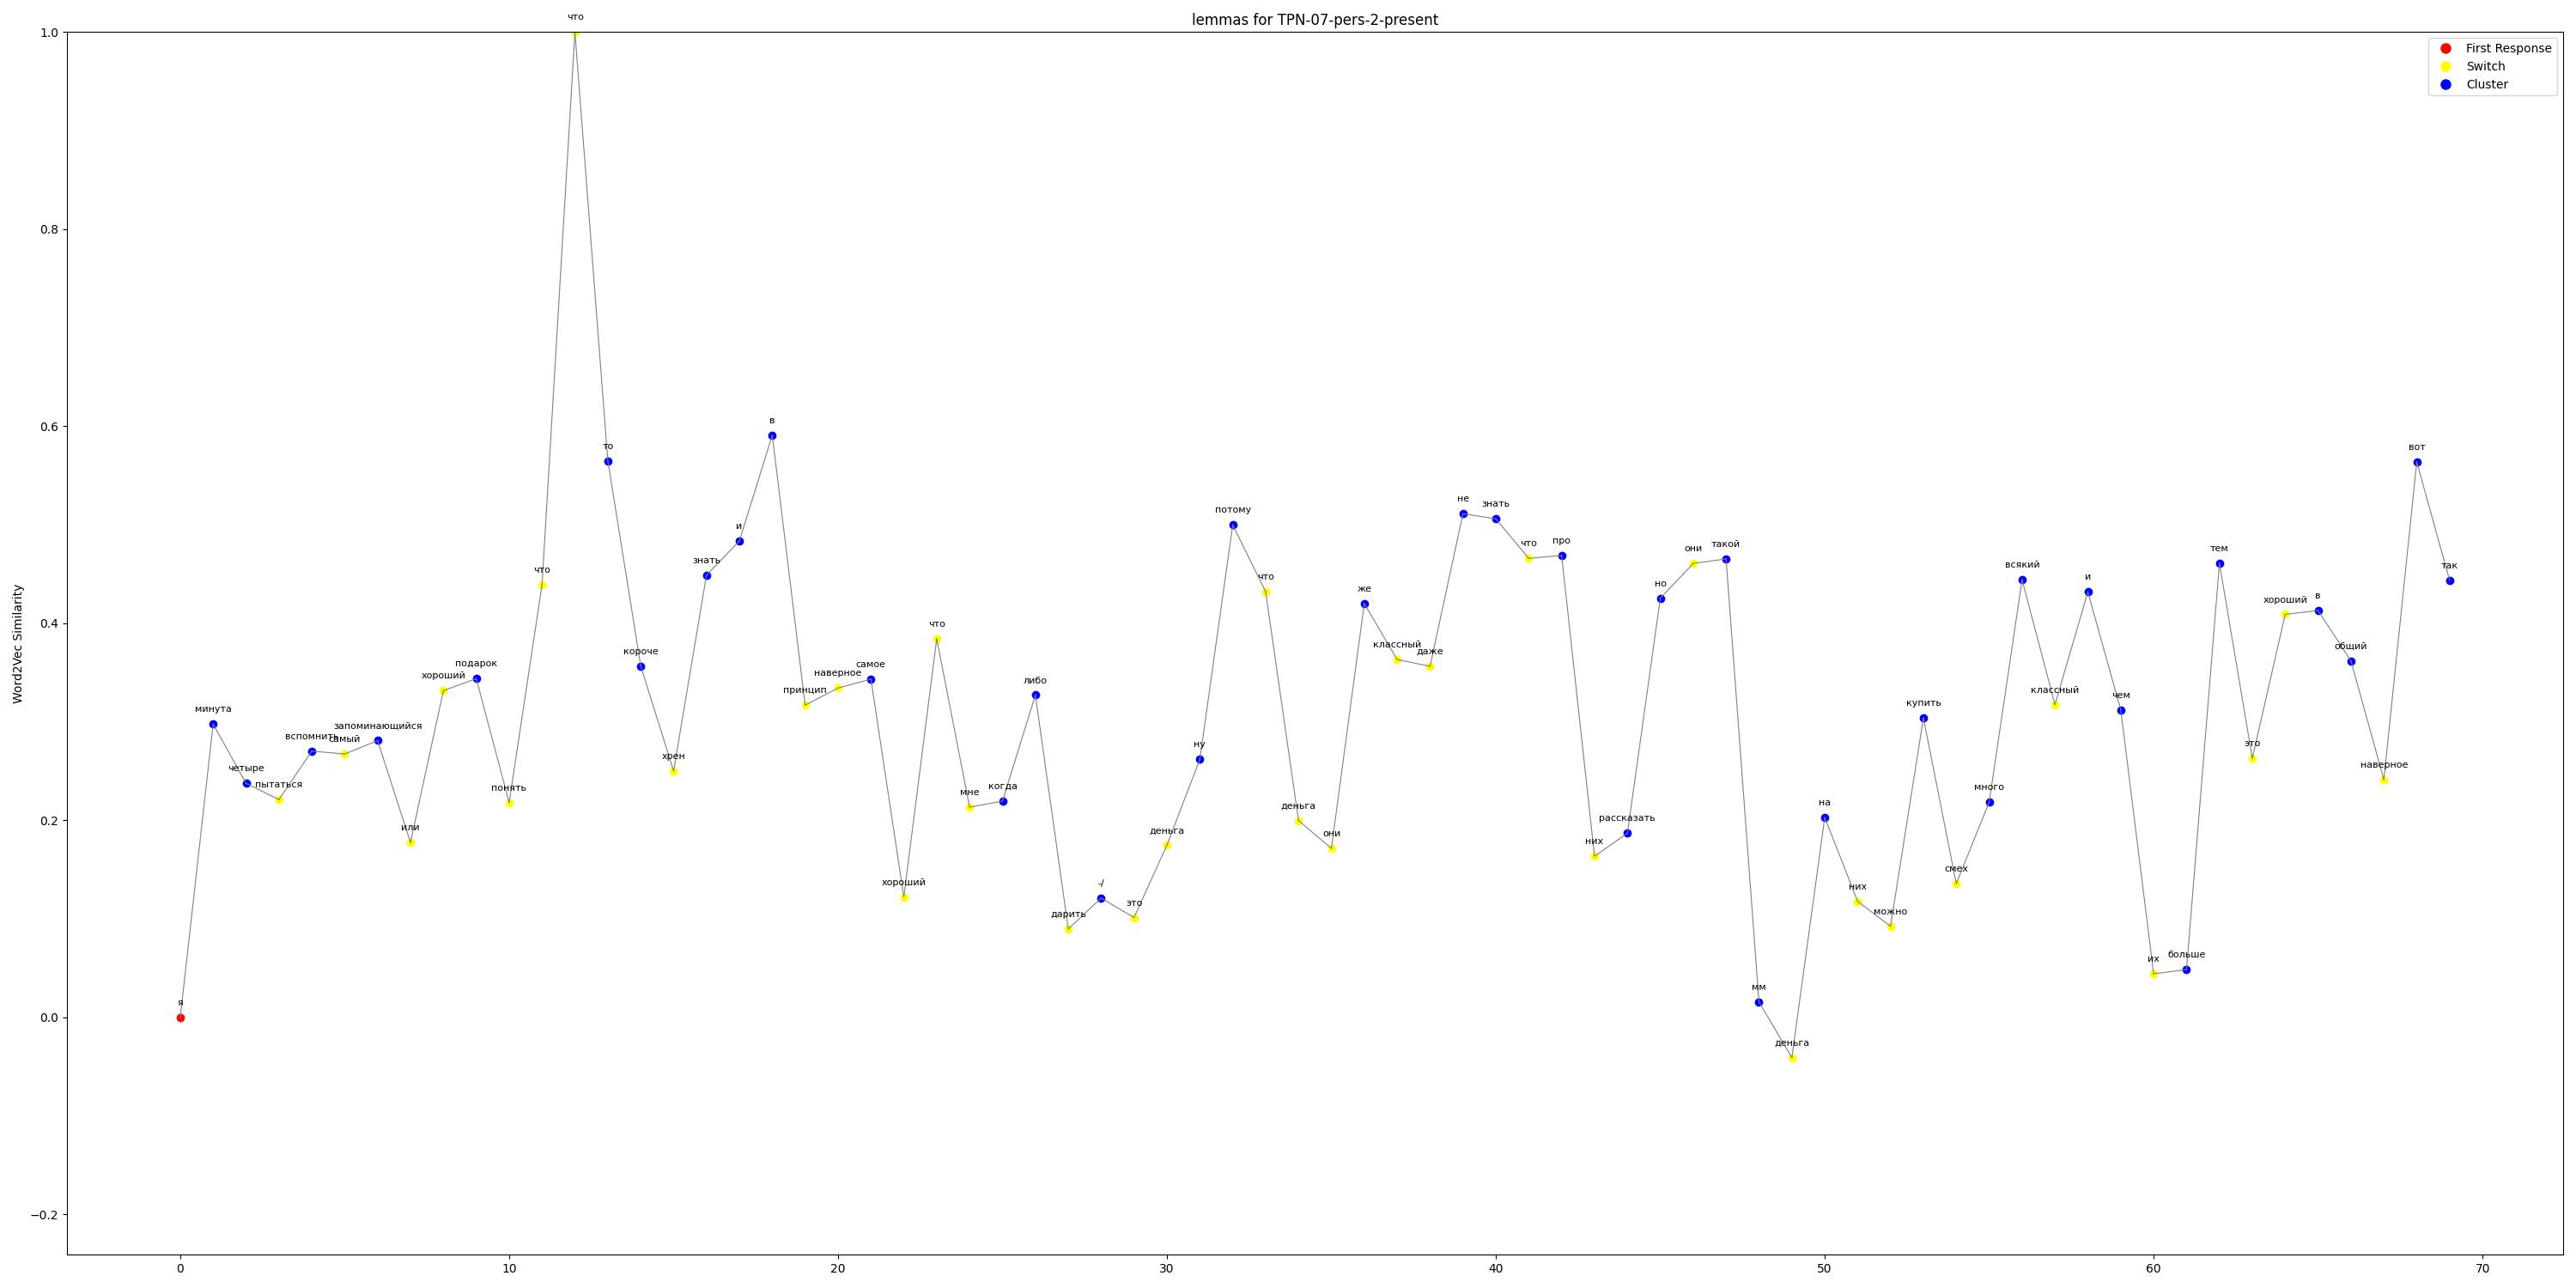 что
lemmas for TPN-07-pers-2-present
1.0
First Response
Switch
Cluster
0.8
0.6
0.4
0.2
0.0
−0.2
Word2Vec Similarity
я
минута
четыре
пытаться
вспомнить
самый
запоминающийся
или
хороший
подарок
понять
что
то
короче
хрен
знать
и
в
принцип
наверное
самое
хороший
что
мне
когда
либо
дарить
-/
это
деньга
ну
потому
что
деньга
они
же
классный
даже
не
знать
что
про
них
рассказать
но
они
такой
мм
деньга
на
них
можно
купить
смех
много
всякий
классный
и
чем
их
больше
тем
это
хороший
в
общий
наверное
вот
так
0
10
20
30
40
50
60
70